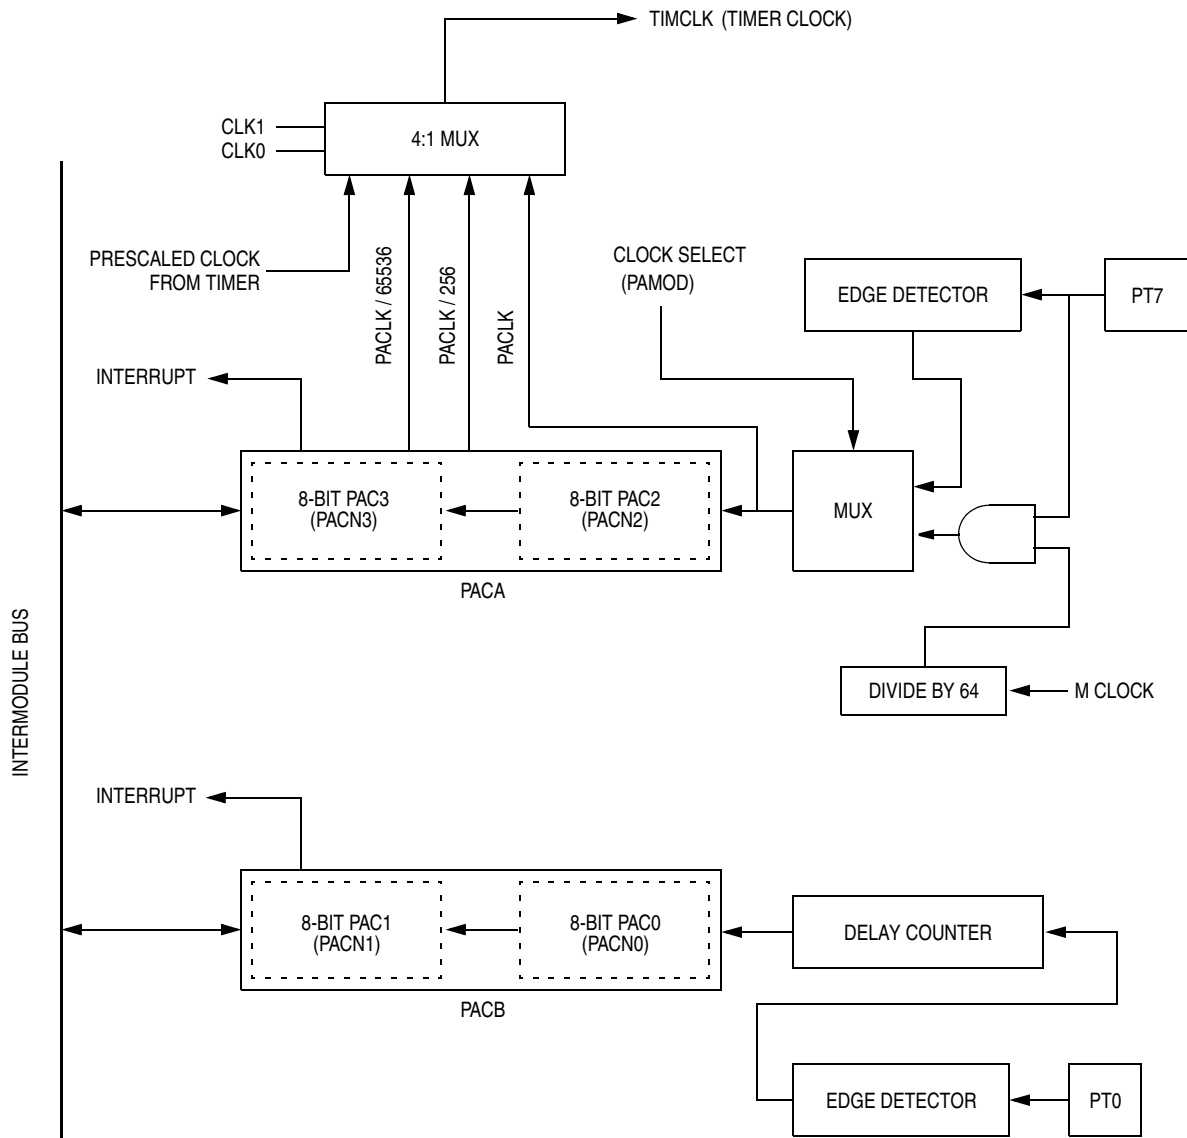 TIMCLK (TIMER CLOCK)
CLK1
CLK0
4:1 MUX
PRESCALED CLOCK
FROM TIMER
PACLK / 65536
PACLK / 256
PACLK
CLOCK SELECT
(PAMOD)
EDGE DETECTOR
PT7
INTERRUPT
8-BIT PAC3
(PACN3)
8-BIT PAC2
(PACN2)
MUX
PACA
INTERMODULE BUS
DIVIDE BY 64
M CLOCK
INTERRUPT
8-BIT PAC1
(PACN1)
8-BIT PAC0
(PACN0)
DELAY COUNTER
PACB
EDGE DETECTOR
PT0